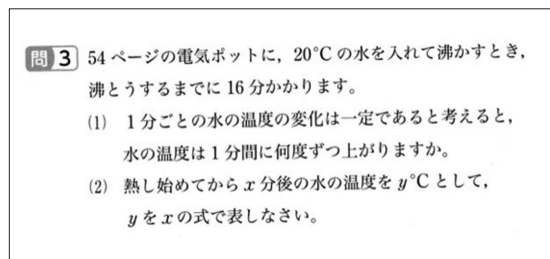 問3 54ページの電気ポットに,20℃の水を入れて沸かすとき,
沸とうするまでに16分かかります。
(1) 1分ごとの水の温度の変化は一定であると考えると,
水の温度は1分間に何度ずつ上がりますか。
(2) 熱し始めてからx分後の水の温度をy℃として,
yをxの式で表しなさい。